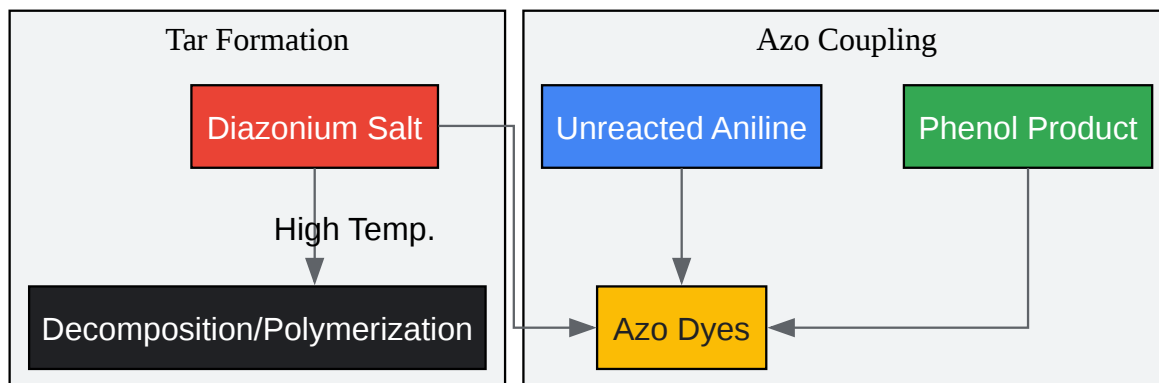 Tar Formation
Azo Coupling
Diazonium Salt
Unreacted Aniline
Phenol Product
High Temp.
Decomposition/Polymerization
Azo Dyes